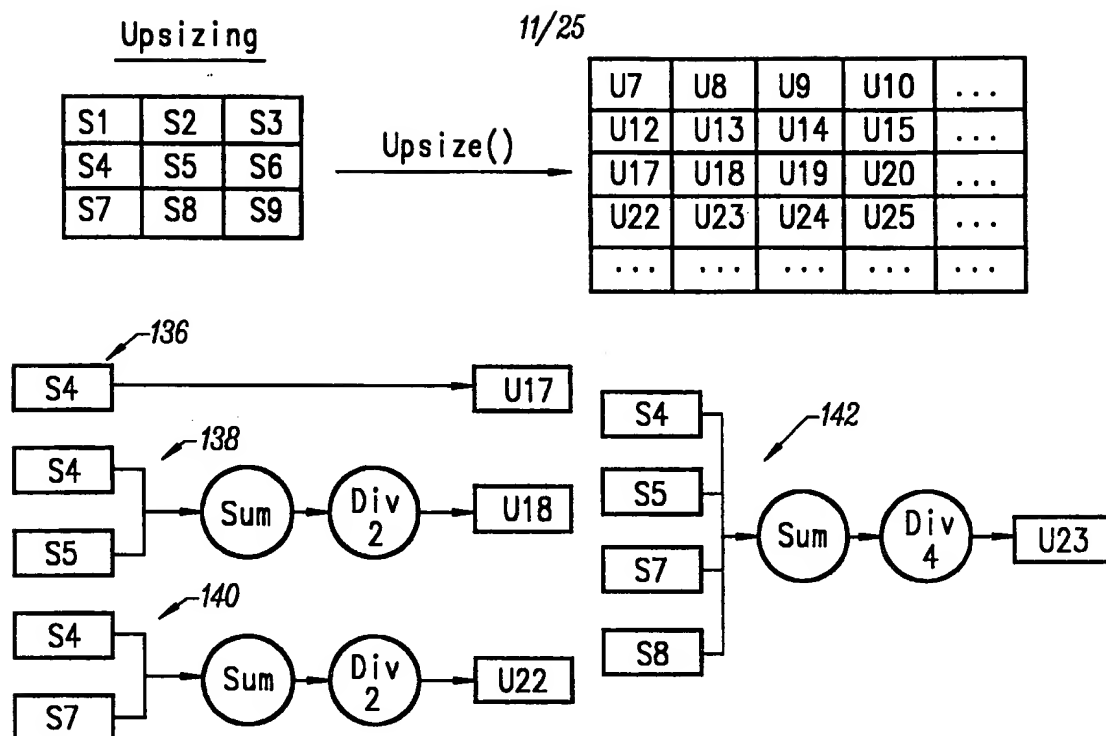 Upsizing
11/25
S1 S2 S3
S4 S5 S6
S7 S8 S9
Upsize()
U7 U8 U9 U10 ...
U12 U13 U14 U15 ...
U17 U18 U19 U20 ...
U22 U23 U24 U25 ...
... ... ... ... ...
136
S4 U17
138
S4
S5
Sum
Div 2
U18
140
S4
S7
Sum
Div 2
U22
142
S4
S5
S7
S8
Sum
Div 4
U23